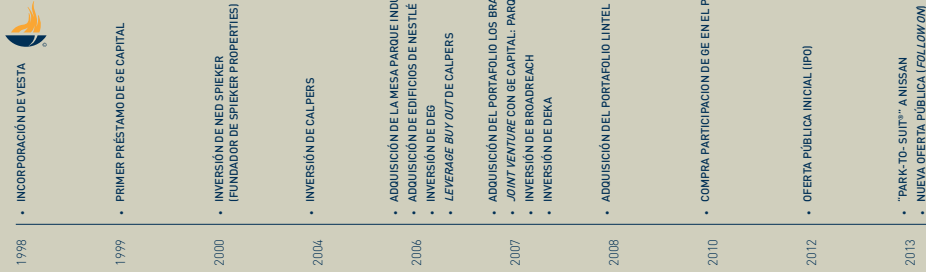 1998
• INCORPORACIÓN DE VESTA
1999
• PRIMER PRÉSTAMO DE GE CAPITAL
2000
• INVERSIÓN DE NED SPIEKER
(FUNDADOR DE SPIEKER PROPERTIES)
2004
• INVERSIÓN DE CALPERS
2006
• ADQUISICIÓN DE LA MESA PARQUE
• ADQUISICIÓN DE EDIFICIOS DE NESTLÉ
• INVERSIÓN DE DEG
• LEVERAGE BUY OUT DE CALPERS
2007
• ADQUISICIÓN DEL PORTAFOLIO LOS
• JOINT VENTURE CON GE CAPITAL:
• INVERSIÓN DE BROADREACH
• INVERSIÓN DE DEKA
2008
• ADQUISICIÓN DEL PORTAFOLIO LINTEL
2010
• COMPRA PARTICIPACION DE GE EN EL
2012
• OFERTA PÚBLICA INICIAL (IPO)
2013
• "PARK-TO- SUIT®" A NISSAN
• NUEVA OFERTA PÚBLICA (FOLLOW ON)